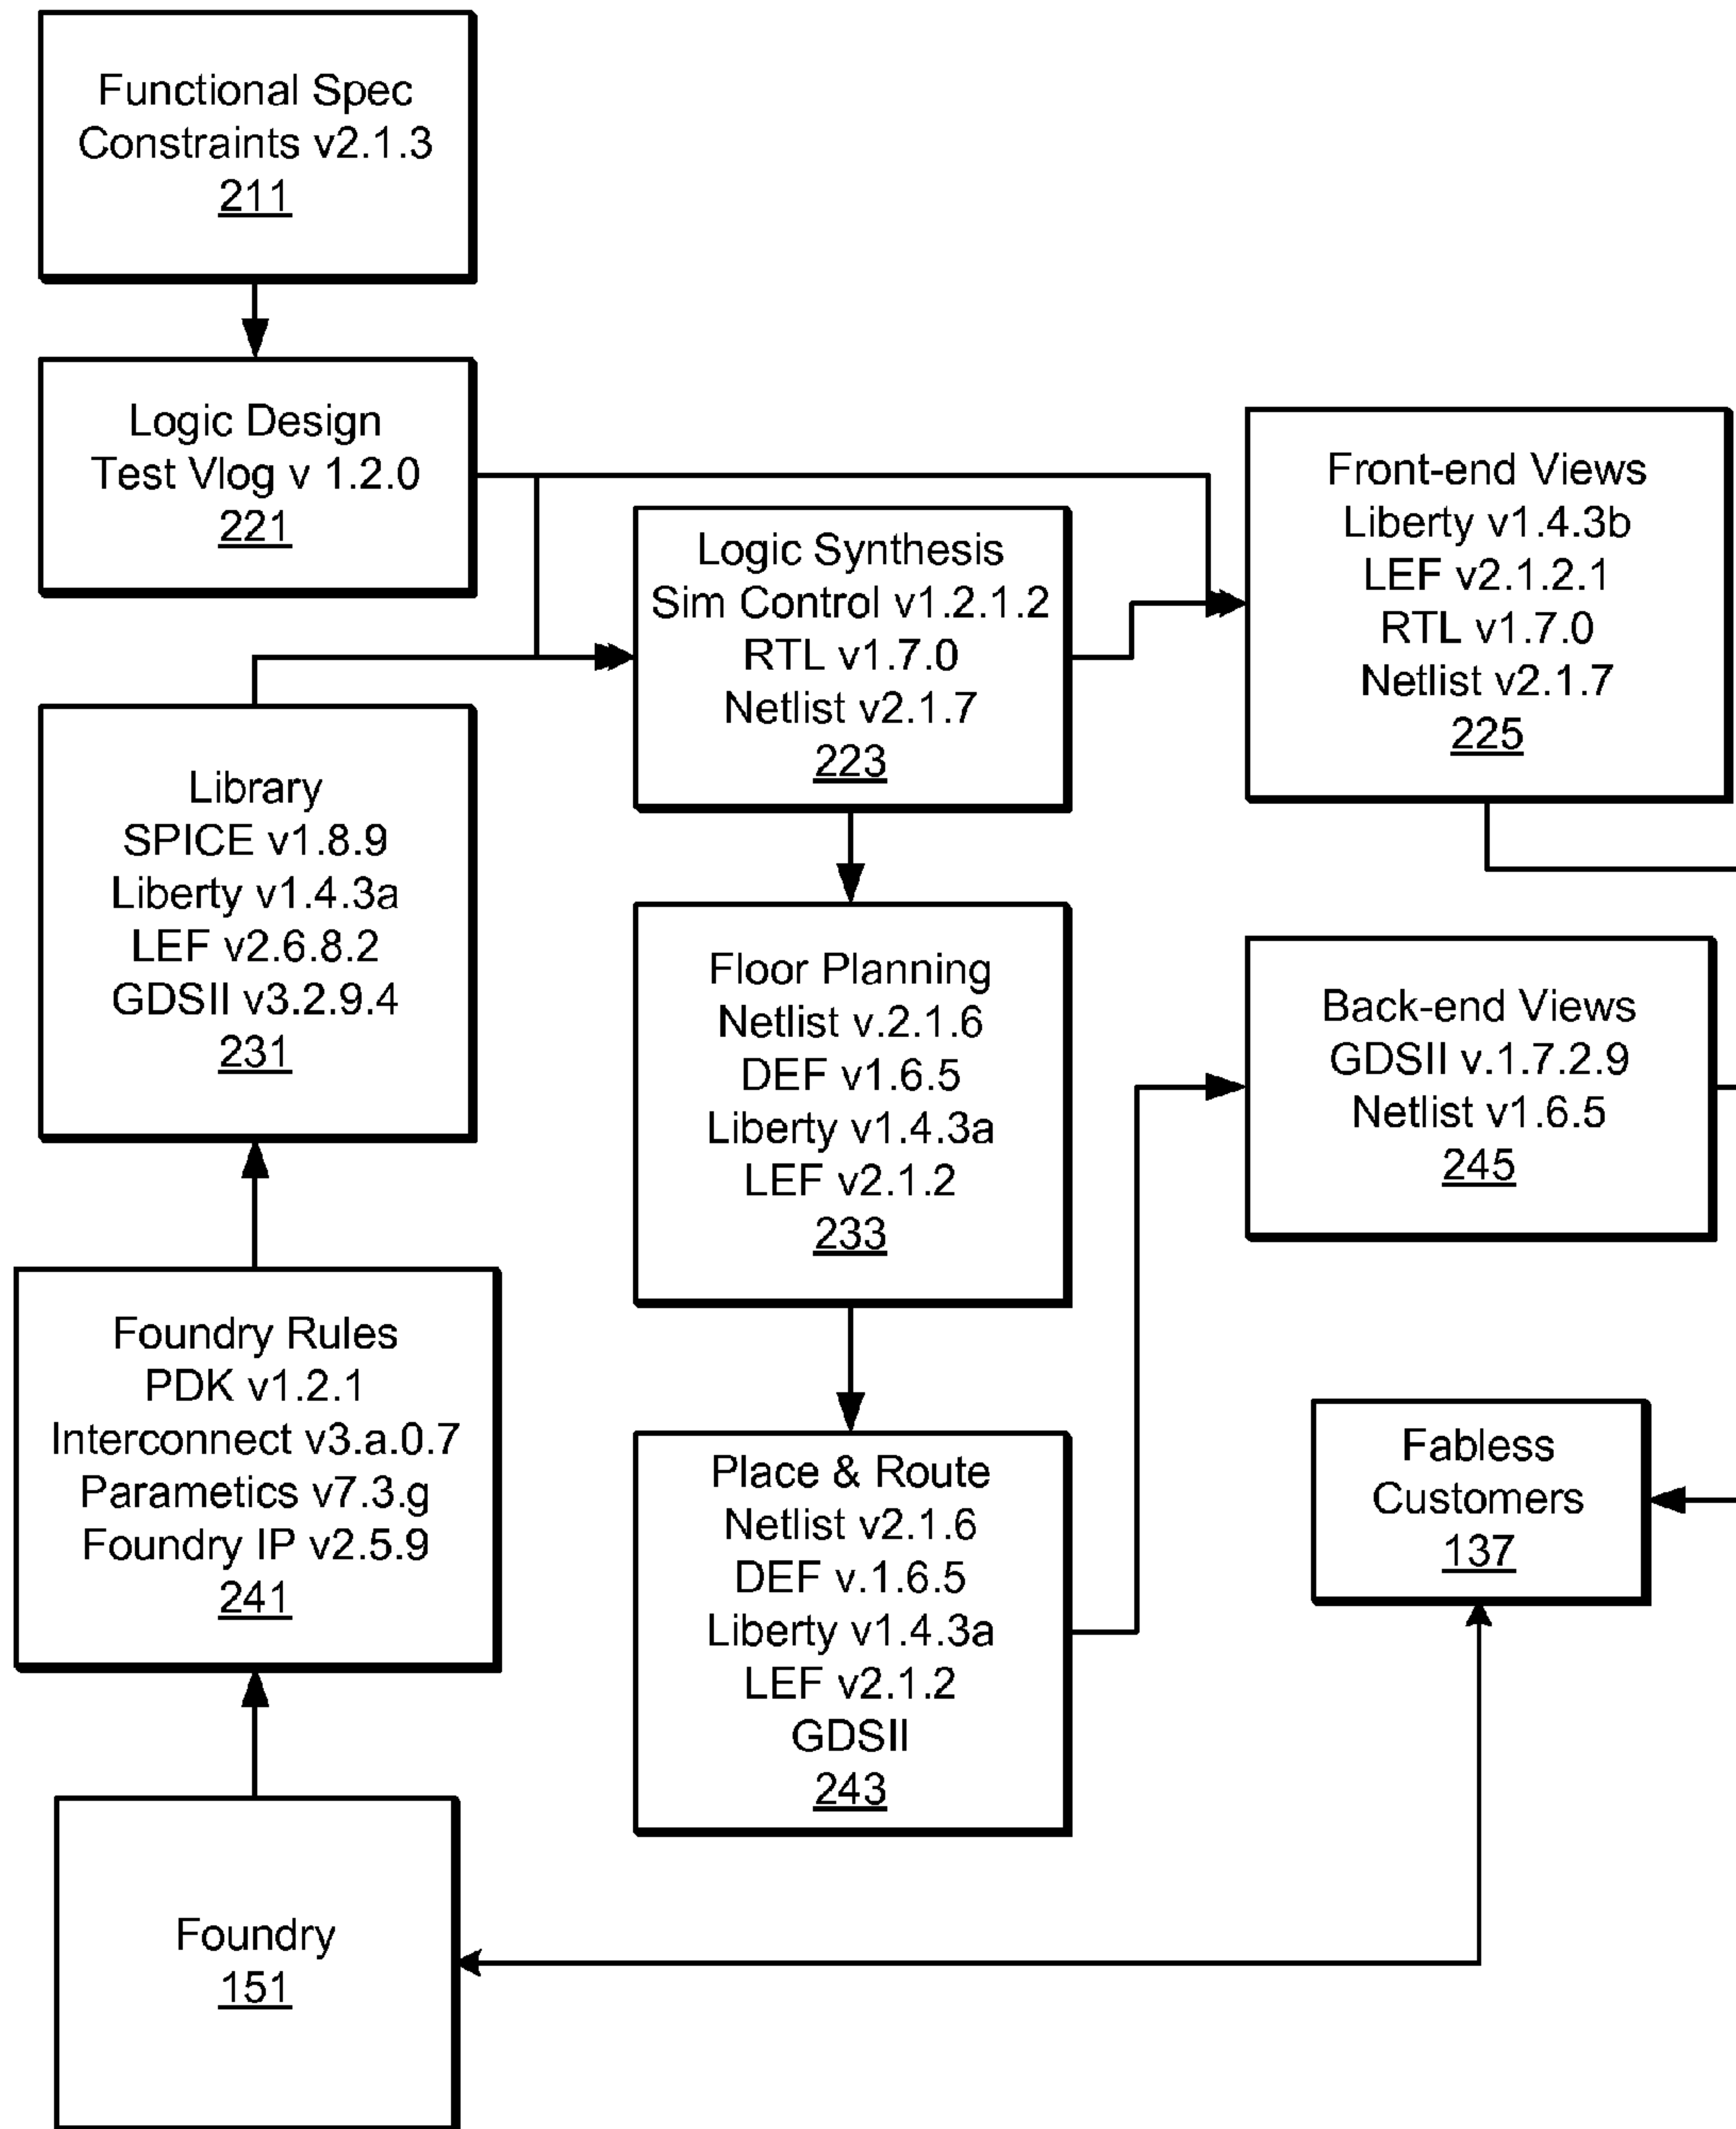 Functional Spec
Constraints v2.1.3
211
Logic Design
Test Vlog v 1.2.0
221
Library
SPICE v1.8.9
Liberty v1.4.3a
LEF v2.6.8.2
GDSII v3.2.9.4
231
Foundry Rules
PDK v1.2.1
Interconnect v3.a.0.7
Parametics v7.3.g
Foundry IP v2.5.9
241
Foundry
151
Logic Synthesis
Sim Control v1.2.1.2
RTL v1.7.0
Netlist v2.1.7
223
Floor Planning
Netlist v.2.1.6
DEF v1.6.5
Liberty v1.4.3a
LEF v2.1.2
233
Place & Route
Netlist v2.1.6
DEF v.1.6.5
Liberty v1.4.3a
LEF v2.1.2
GDSII
243
Front-end Views
Liberty v1.4.3b
LEF v2.1.2.1
RTL v1.7.0
Netlist v2.1.7
225
Back-end Views
GDSII v.1.7.2.9
Netlist v1.6.5
245
Fabless
Customers
137